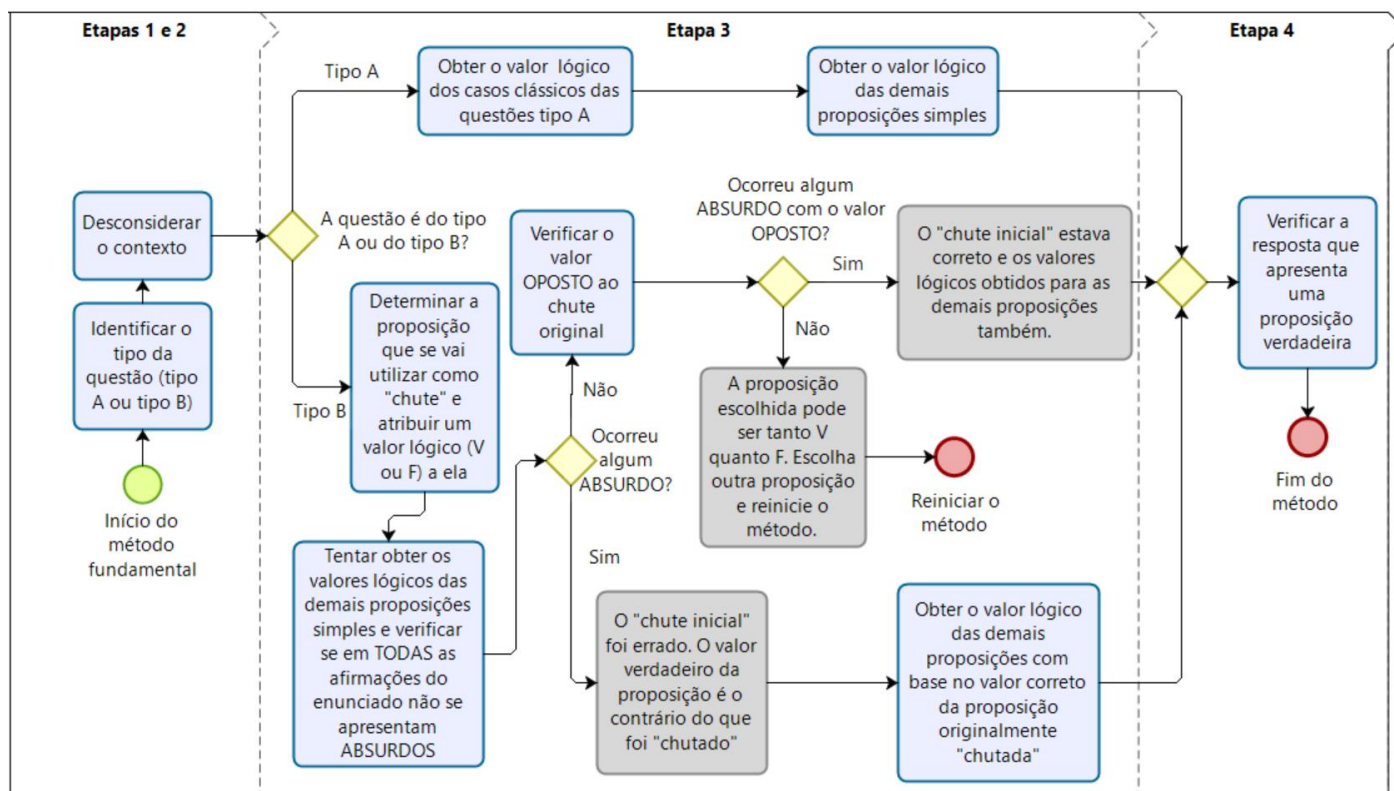 Etapas 1 e 2
Etapa 3
Etapa 4
Início do
método
fundamental
Identificar o
tipo da
questão (tipo
A ou tipo B)
Desconsiderar
o contexto
A questão é do tipo
A ou do tipo B?
Tipo A
Obter o valor lógico
dos casos clássicos das
questões tipo A
Obter o valor lógico
das demais
proposições simples
Tipo B
Determinar a
proposição
que se vai
utilizar como
"chute" e
atribuir um
valor lógico (V
ou F) a ela
Tentar obter os
valores lógicos das
demais proposições
simples e verificar
se em TODAS as
afirmações do
enunciado não se
apresentam
ABSURDOS
Ocorreu
algum
ABSURDO?
Não
Verificar o
valor
OPOSTO ao
chute
original
Ocorreu algum
ABSURDO com o valor
OPOSTO?
Sim
O "chute inicial" estava
correto e os valores
lógicos obtidos para as
demais proposições
também.
Não
A proposição
escolhida pode
ser tanto V
quanto F. Escolha
outra proposição
e reinicie o
método.
Reiniciar o
método
Sim
O "chute inicial"
foi errado. O valor
verdadeiro da
proposição é o
contrário do que
foi "chutado"
Obter o valor lógico
das demais
proposições com
base no valor correto
da proposição
originalmente
"chutada"
Verificar a
resposta que
apresenta
uma
proposição
verdadeira
Fim do
método